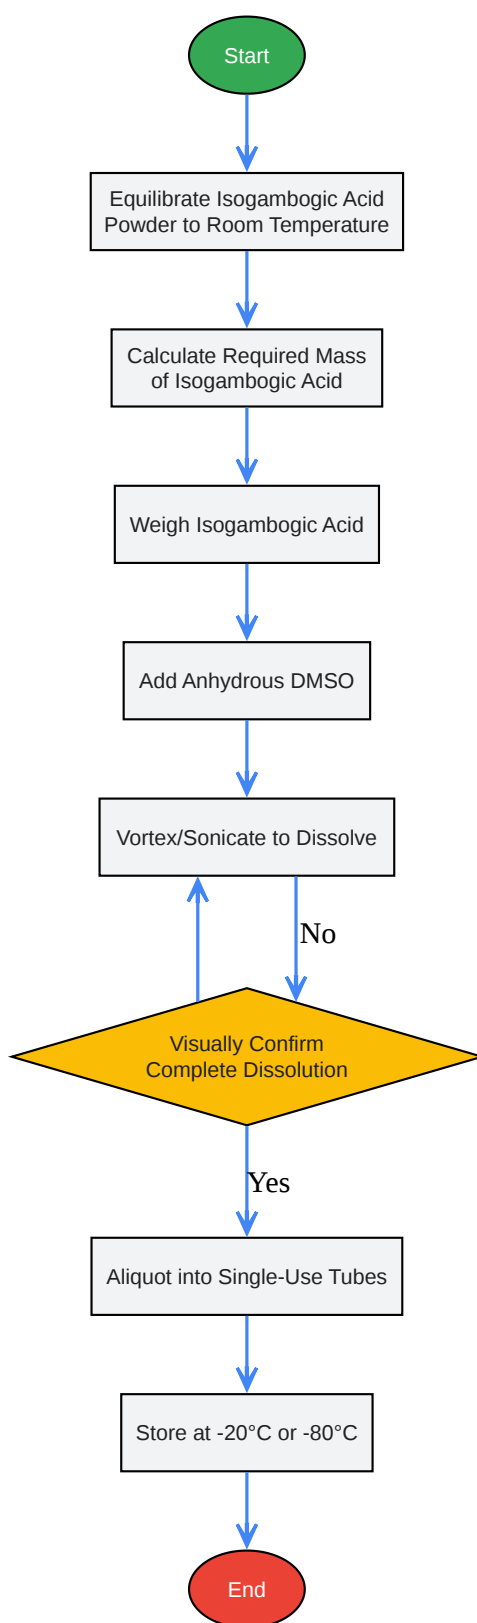 Start
Equilibrate Isogambogic Acid
Powder to Room Temperature
Calculate Required Mass
of Isogambogic Acid
Weigh Isogambogic Acid
Add Anhydrous DMSO
Vortex/Sonicate to Dissolve
No
Visually Confirm
Complete Dissolution
Yes
Aliquot into Single-Use Tubes
Store at -20°C or -80°C
End